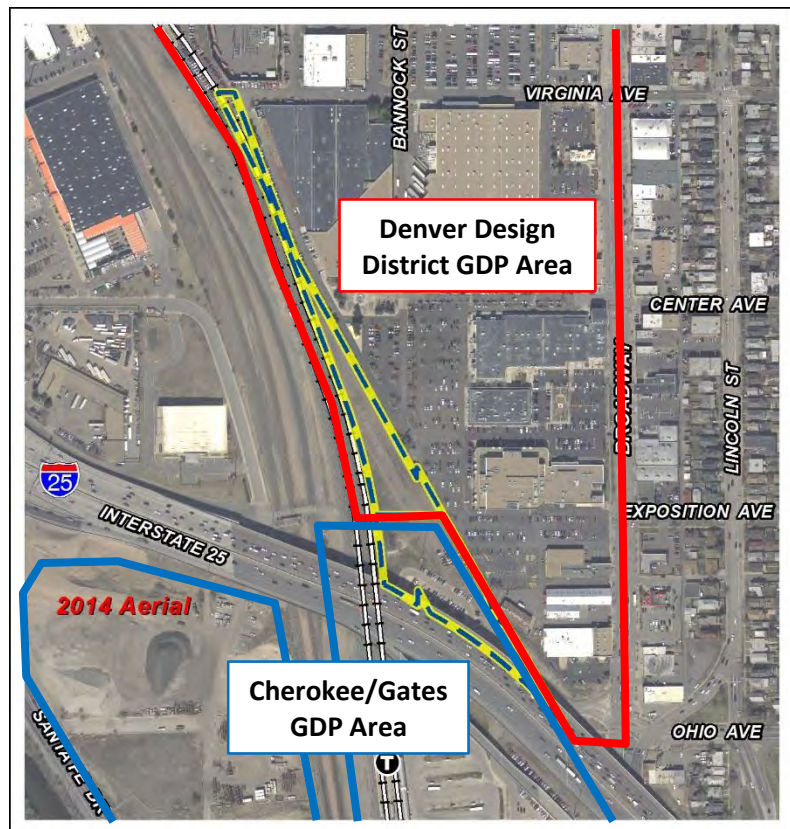 BANNOCK ST
VIRGINIA AVE
Denver Design
District GDP Area
CENTER AVE
BROADWAY
LINCOLN ST
25
EXPOSITION AVE
INTERSTATE 25
2014 Aerial
Cherokee/Gates
GDP Area
SANTA FE DR
OHIO AVE
T